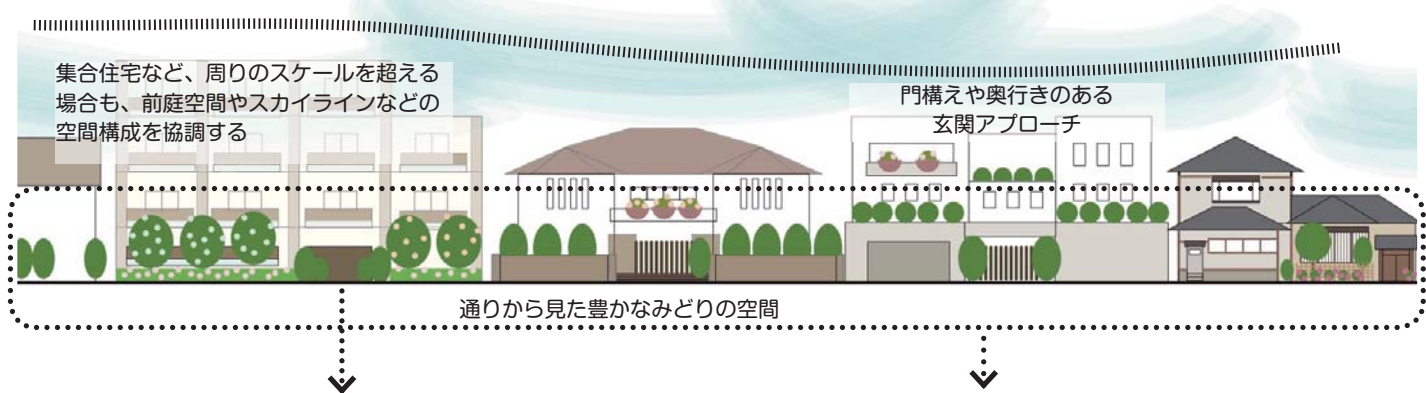 集合住宅など、周りのスケールを超える
場合も、前庭空間やスカイラインなどの
空間構成を協調する
門構えや奥行きのある
玄関アプローチ
通りから見た豊かなみどりの空間